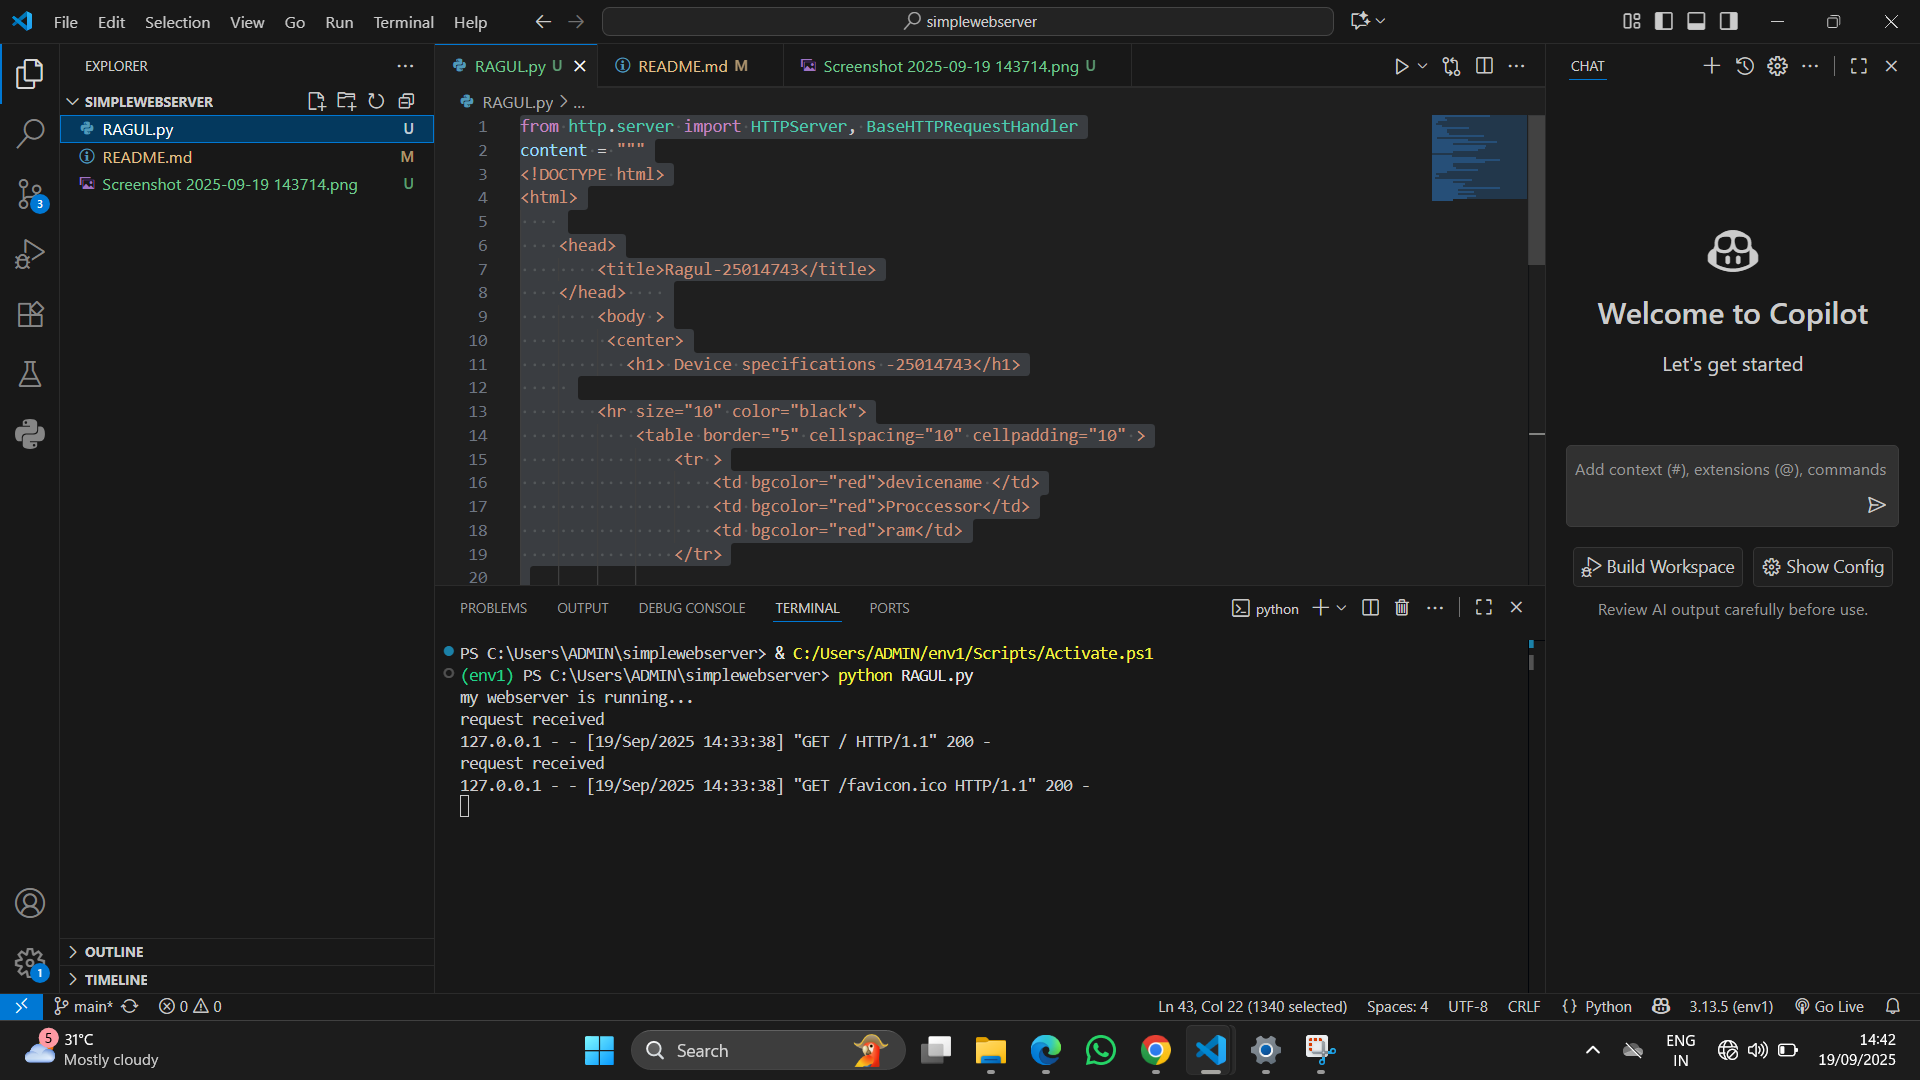 File Edit Selection View Go Run Terminal Help
simplewebserver
EXPLORER
SIMPLEWEBSERVER
RAGUL.py U
README.md M
Screenshot 2025-09-19 143714.png U
OUTLINE
TIMELINE
3
1
RAGUL.py U
README.md M
Screenshot 2025-09-19 143714.png U
RAGUL.py > ...
1 from http.server import HTTPServer, BaseHTTPRequestHandler
2 content = """
3 <!DOCTYPE html>
4 <html>
5
6 <head>
7 <title>Ragul-25014743</title>
8 </head>
9 <body >
10 <center>
11 <h1> Device specifications -25014743</h1>
12
13 <hr size="10" color="black">
14 <table border="5" cellspacing="10" cellpadding="10" >
15 <tr >
16 <td bgcolor="red">devicename </td>
17 <td bgcolor="red">Proccessor</td>
18 <td bgcolor="red">ram</td>
19 </tr>
20
PROBLEMS OUTPUT DEBUG CONSOLE TERMINAL PORTS
python
PS C:\Users\ADMIN\simplewebserver> & C:/Users/ADMIN/env1/Scripts/Activate.ps1
(env1) PS C:\Users\ADMIN\simplewebserver> python RAGUL.py
my webserver is running...
request received
127.0.0.1 - - [19/Sep/2025 14:33:38] "GET / HTTP/1.1" 200 -
request received
127.0.0.1 - - [19/Sep/2025 14:33:38] "GET /favicon.ico HTTP/1.1" 200 -
CHAT
Welcome to Copilot
Let's get started
Add context (#), extensions (@), commands
Build Workspace
Show Config
Review AI output carefully before use.
main*
0 0
Ln 43, Col 22 (1340 selected)
Spaces: 4
UTF-8
CRLF
{} Python
3.13.5 (env1)
Go Live
5
31°C
Mostly cloudy
Search
ENG
IN
14:42
19/09/2025